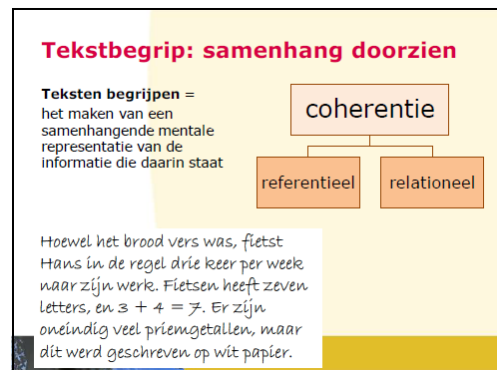 Tekstbegrip: samenhang doorzien
Teksten begrijpen =
het maken van een
samenhangende mentale
representatie van de
informatie die daarin staat
coherentie
referentieel
relationeel
Hoewel het brood vers was, fietst
Hans in de regel drie keer per week
naar zijn werk. Fietsen heeft zeven
letters, en 3 + 4 = 7. Er zijn
oneindig veel priemgetallen, maar
dit werd geschreven op wit papier.